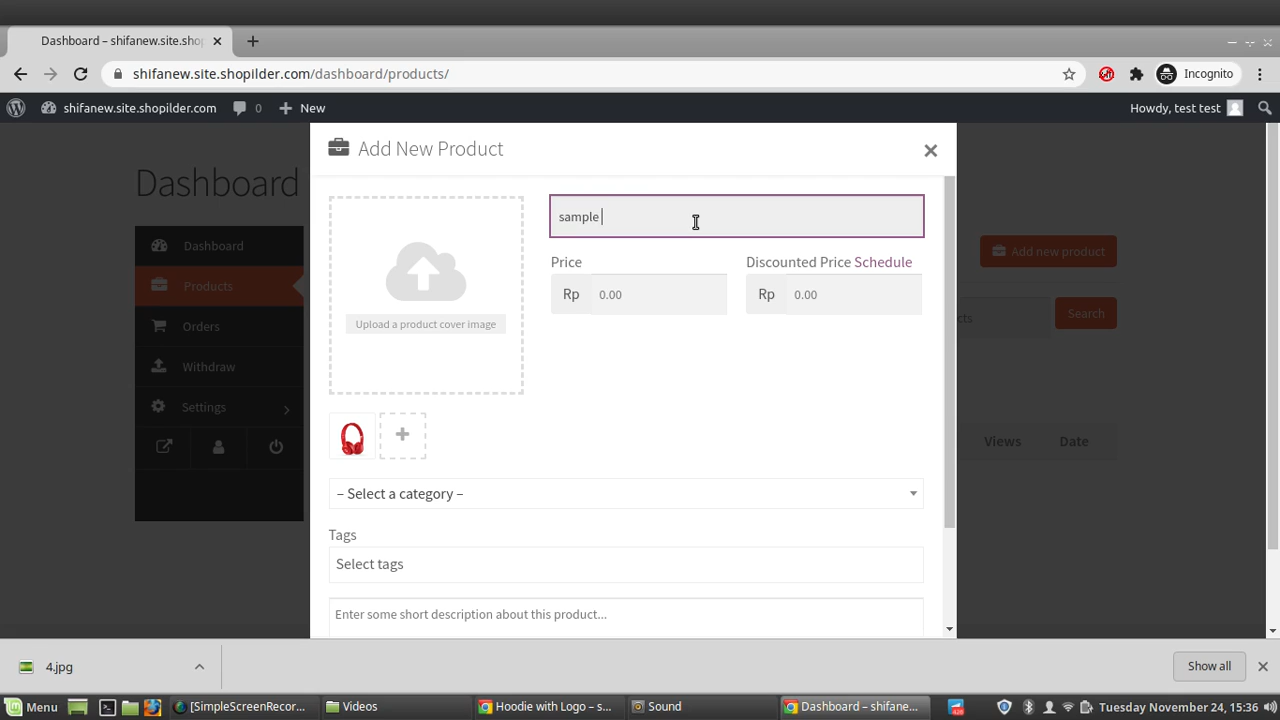 Dashboard – shifanew.site.shop
shifanew.site.shopilder.com/dashboard/products/
Incognito
shifanew.site.shopilder.com
0
New
Howdy, test test
Add New Product
Dashboard
sample
Price
Discounted Price Schedule
Rp 0.00
Rp 0.00
Upload a product cover image
Dashboard
Products
Orders
Withdraw
Settings
Add new product
cts
Search
Views
Date
– Select a category –
Tags
Select tags
Enter some short description about this product...
4.jpg
Show all
Menu
[SimpleScreenRecor...
Videos
Hoodie with Logo – s...
Sound
Dashboard – shifane...
Tuesday November 24, 15:36